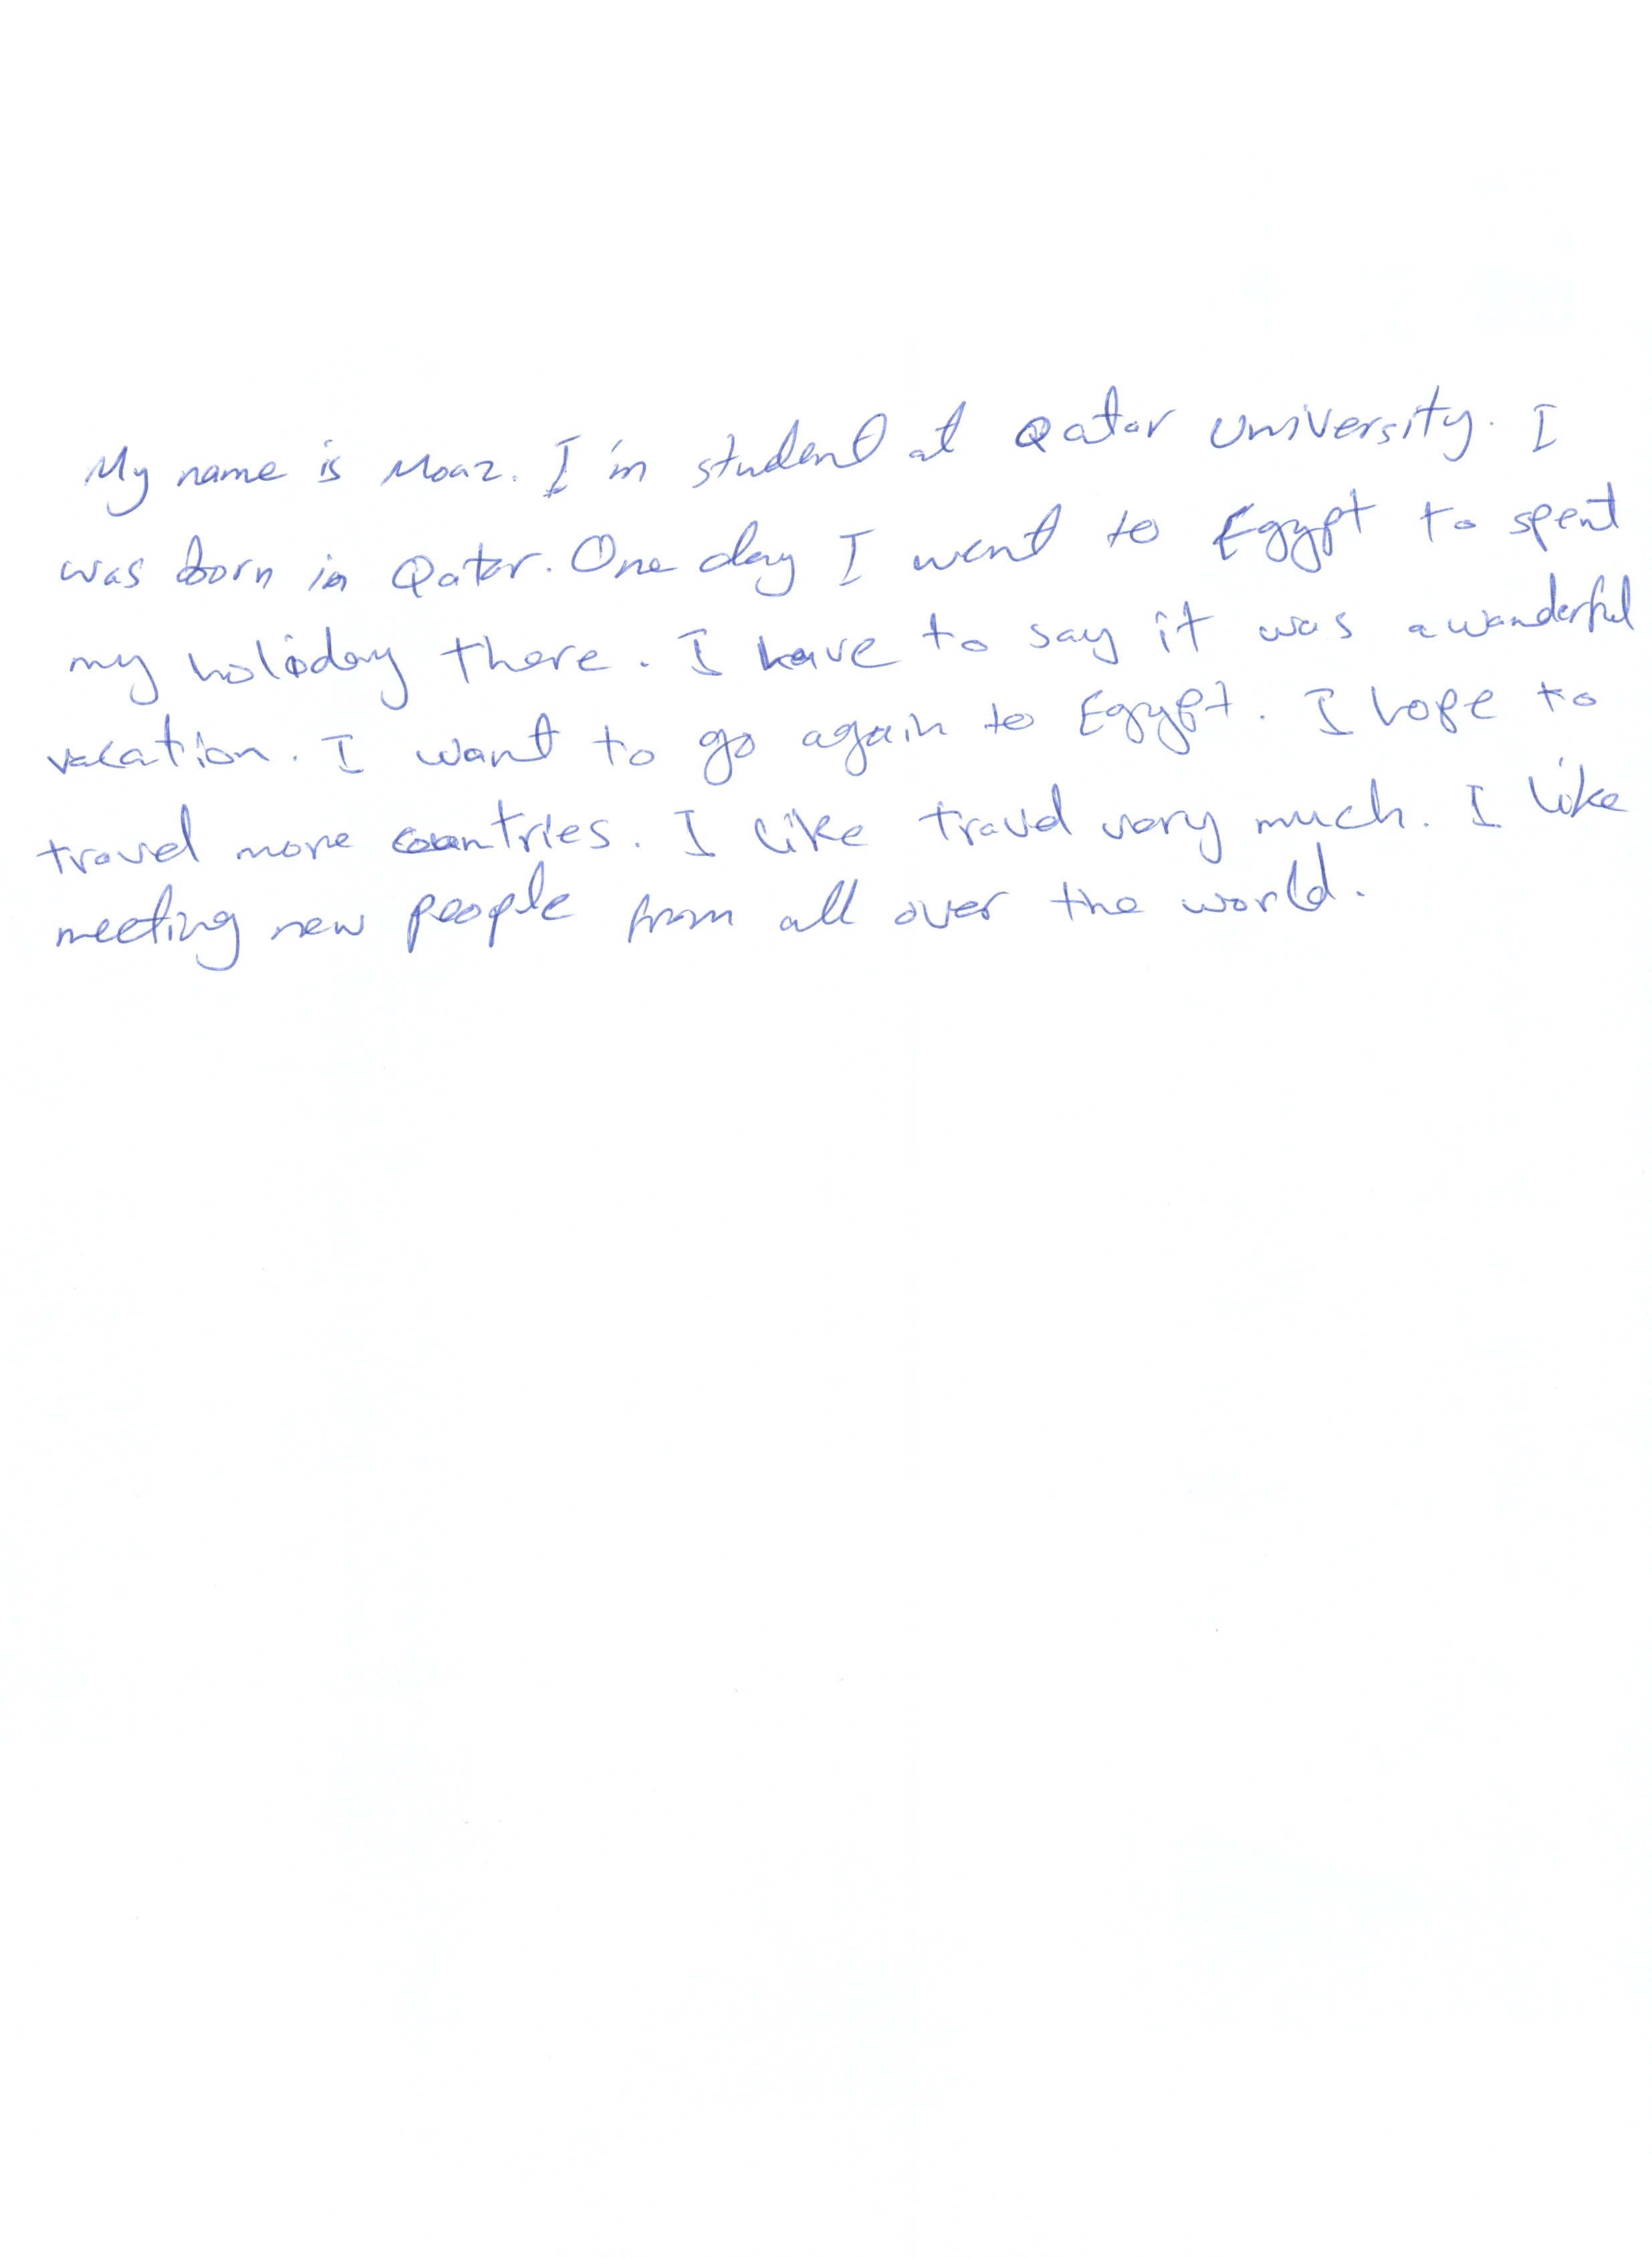 My name is Moaz. I'm student at Qatar University. I
was born in Qatar. One day I went to Egypt to spent
my holiday there. I have to say it was a wanderful
vacation. I want to go again to Egypt. I hope to
travel more countries. I like travel very much. I like
meeting new people from all over the world.